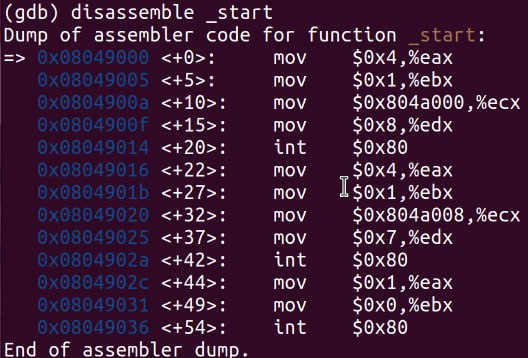 (gdb) disassemble _start
Dump of assembler code for function _start:
=> 0x08049000 <+0>:     mov    $0x4,%eax
   0x08049005 <+5>:     mov    $0x1,%ebx
   0x0804900a <+10>:    mov    $0x804a000,%ecx
   0x0804900f <+15>:    mov    $0x8,%edx
   0x08049014 <+20>:    int    $0x80
   0x08049016 <+22>:    mov    $0x4,%eax
   0x0804901b <+27>:    mov    $0x1,%ebx
   0x08049020 <+32>:    mov    $0x804a008,%ecx
   0x08049025 <+37>:    mov    $0x7,%edx
   0x0804902a <+42>:    int    $0x80
   0x0804902c <+44>:    mov    $0x1,%eax
   0x08049031 <+49>:    mov    $0x0,%ebx
   0x08049036 <+54>:    int    $0x80
End of assembler dump.